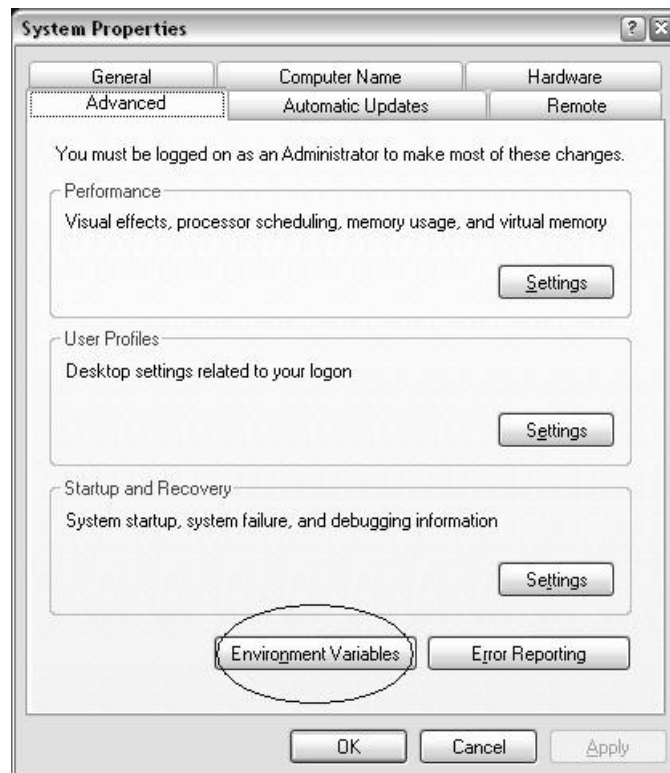 System Properties
General Computer Name Hardware
Advanced Automatic Updates Remote
You must be logged on as an Administrator to make most of these changes.
Performance
Visual effects, processor scheduling, memory usage, and virtual memory
Settings
User Profiles
Desktop settings related to your logon
Settings
Startup and Recovery
System startup, system failure, and debugging information
Settings
Environment Variables Error Reporting
OK Cancel Apply